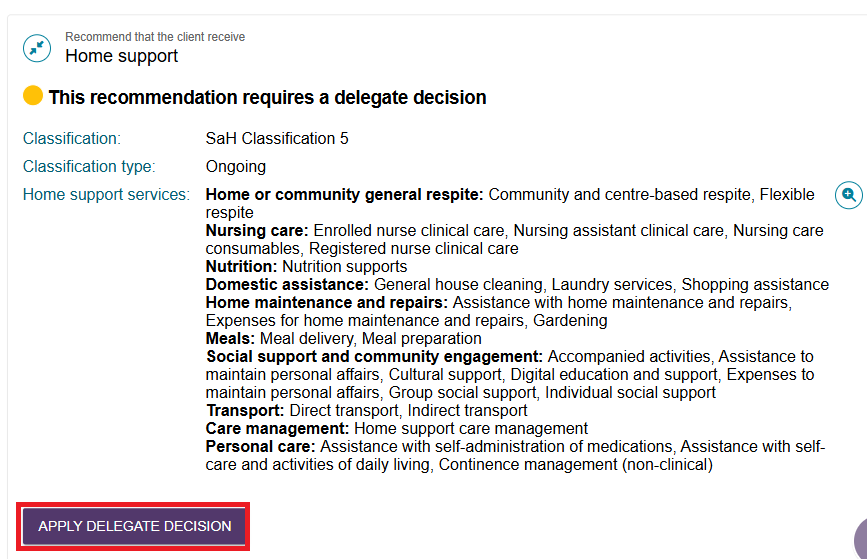 Recommend that the client receive
Home support
This recommendation requires a delegate decision
Classification: SaH Classification 5
Classification type: Ongoing
Home support services: Home or community general respite: Community and centre-based respite, Flexible
respite
Nursing care: Enrolled nurse clinical care, Nursing assistant clinical care, Nursing care
consumables, Registered nurse clinical care
Nutrition: Nutrition supports
Domestic assistance: General house cleaning, Laundry services, Shopping assistance
Home maintenance and repairs: Assistance with home maintenance and repairs,
Expenses for home maintenance and repairs, Gardening
Meals: Meal delivery, Meal preparation
Social support and community engagement: Accompanied activities, Assistance to
maintain personal affairs, Cultural support, Digital education and support, Expenses to
maintain personal affairs, Group social support, Individual social support
Transport: Direct transport, Indirect transport
Care management: Home support care management
Personal care: Assistance with self-administration of medications, Assistance with self-
care and activities of daily living, Continence management (non-clinical)
APPLY DELEGATE DECISION